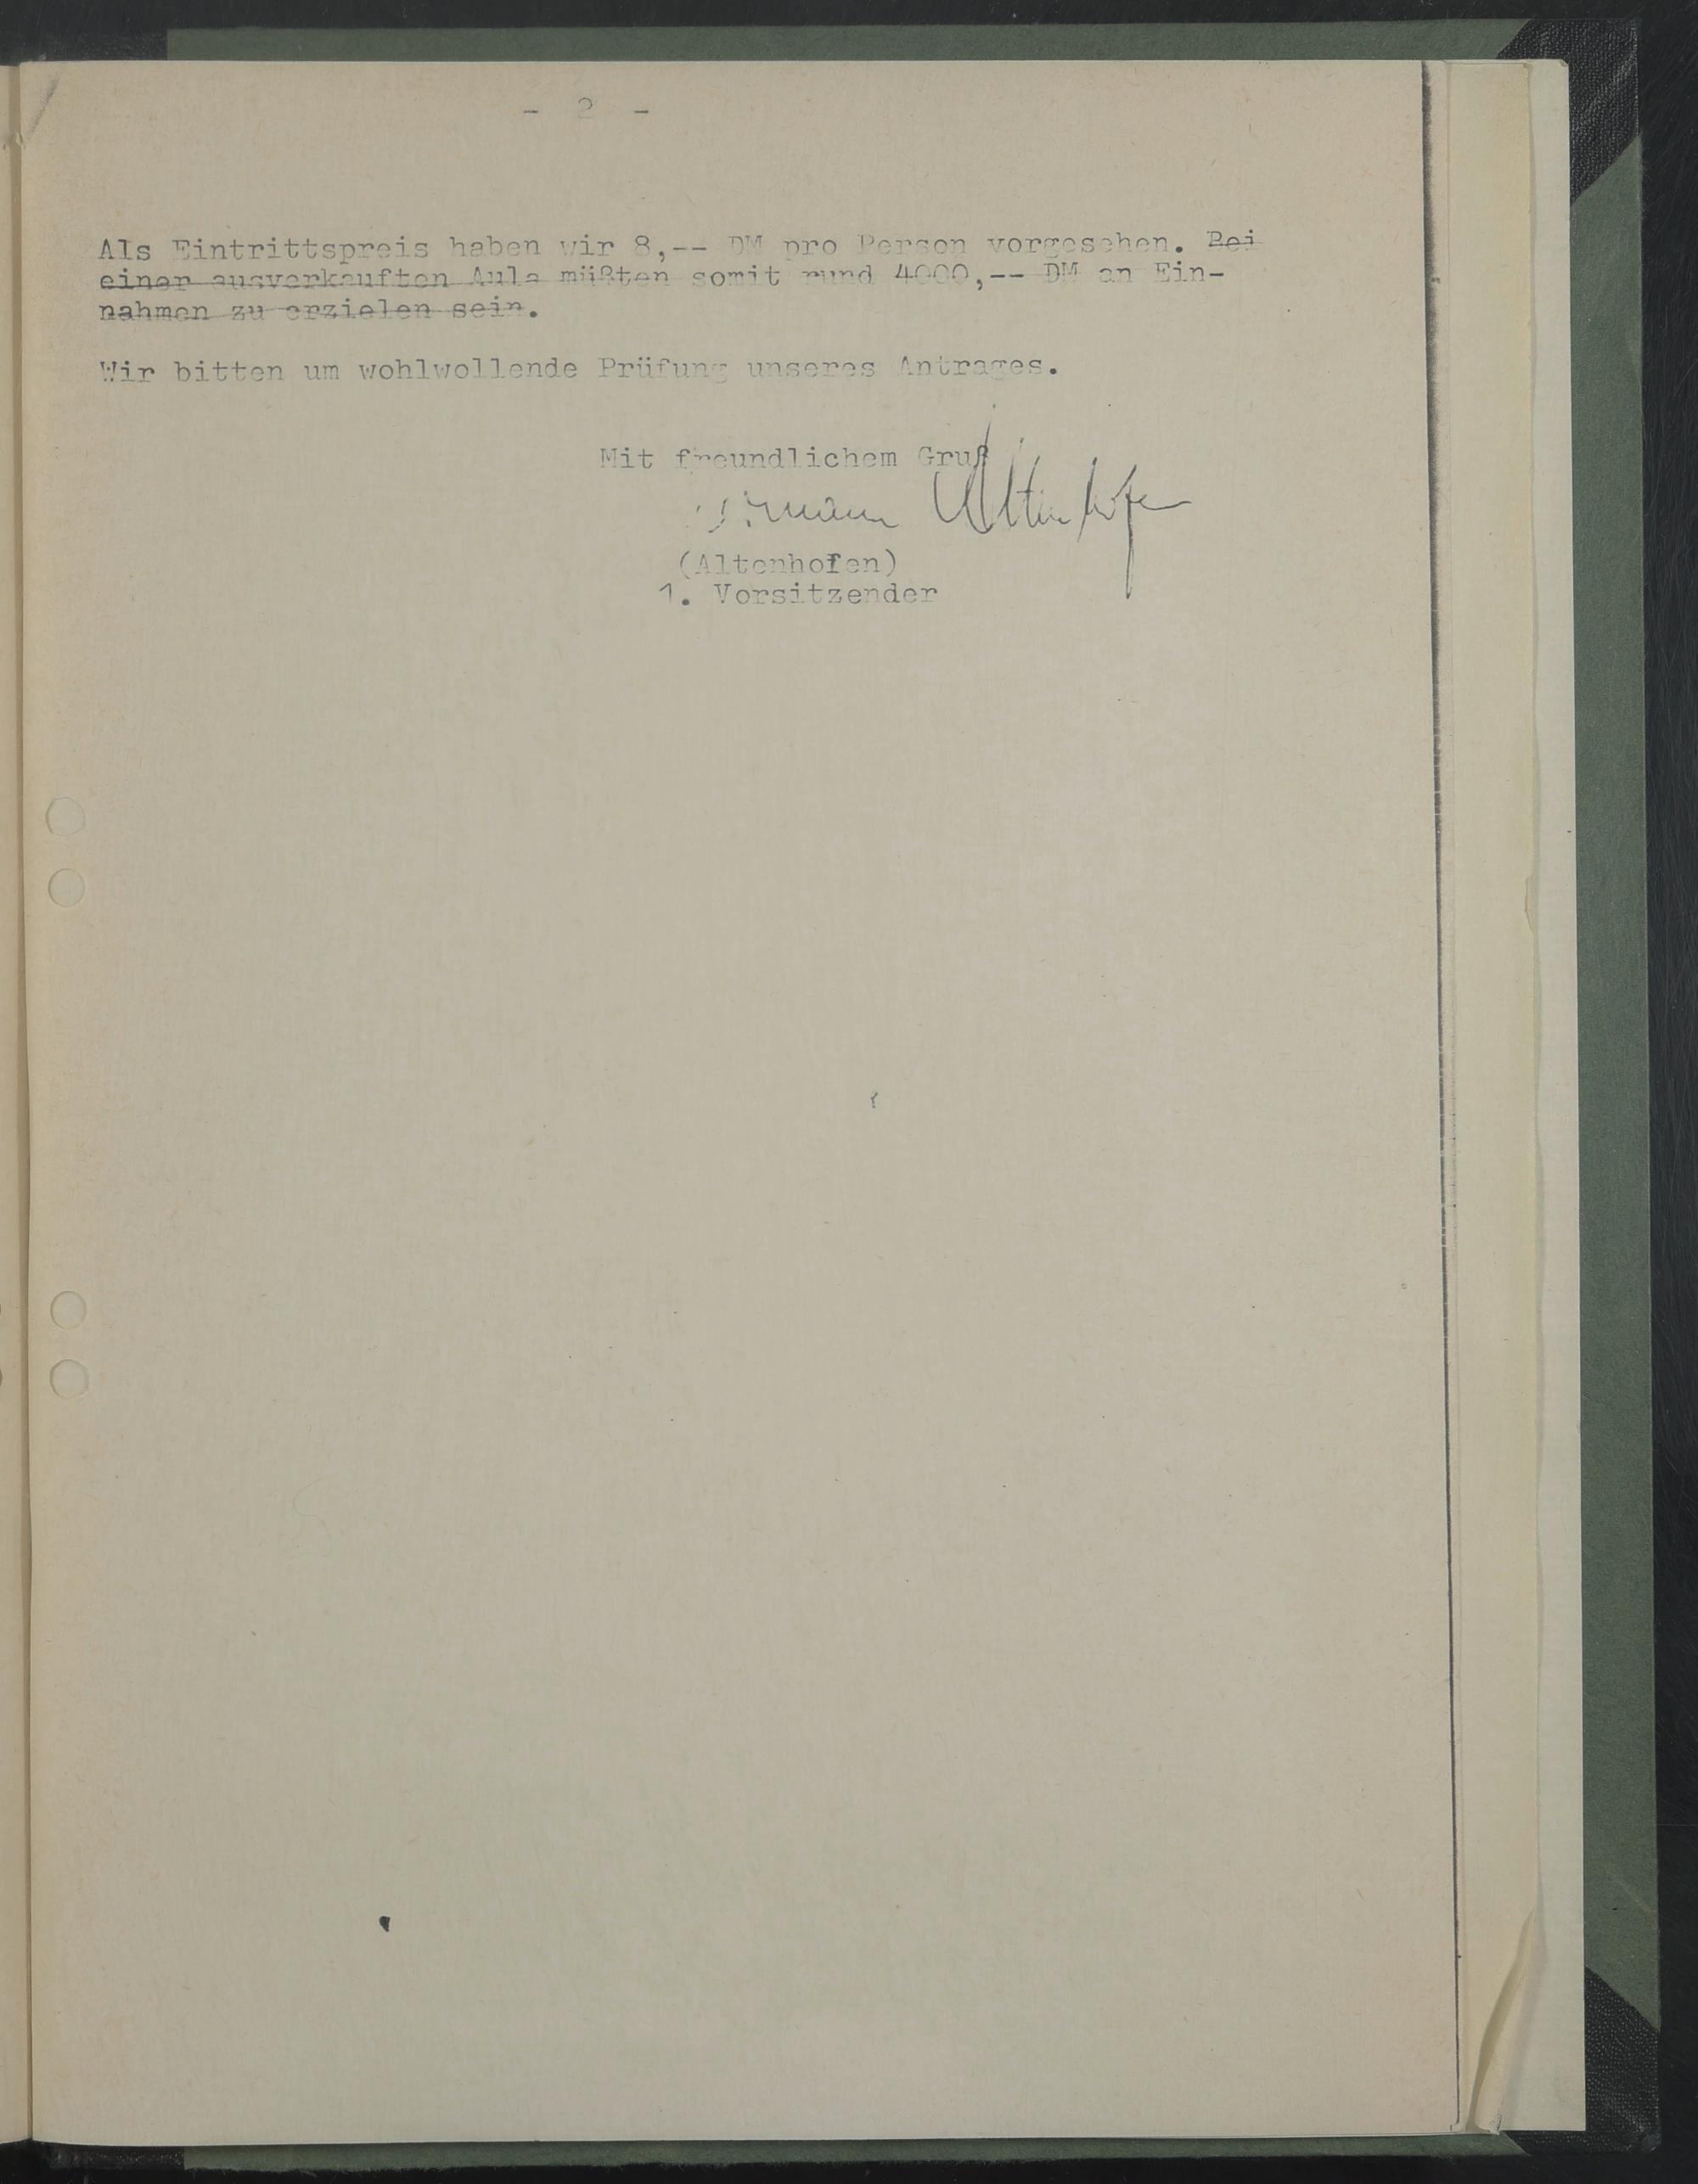 - 2 -
Als Eintrittspreis haben wir 8,-- DM pro Person vorgesehen. Bei
einer ausverkauften Aula müßten somit rund 4000,-- DM an Ein-
nahmen zu erzielen sein.
Wir bitten um wohlwollende Prüfung unseres Antrages.
Mit freundlichem Gruß
Altenhofen
(Altenhofen)
1. Vorsitzender